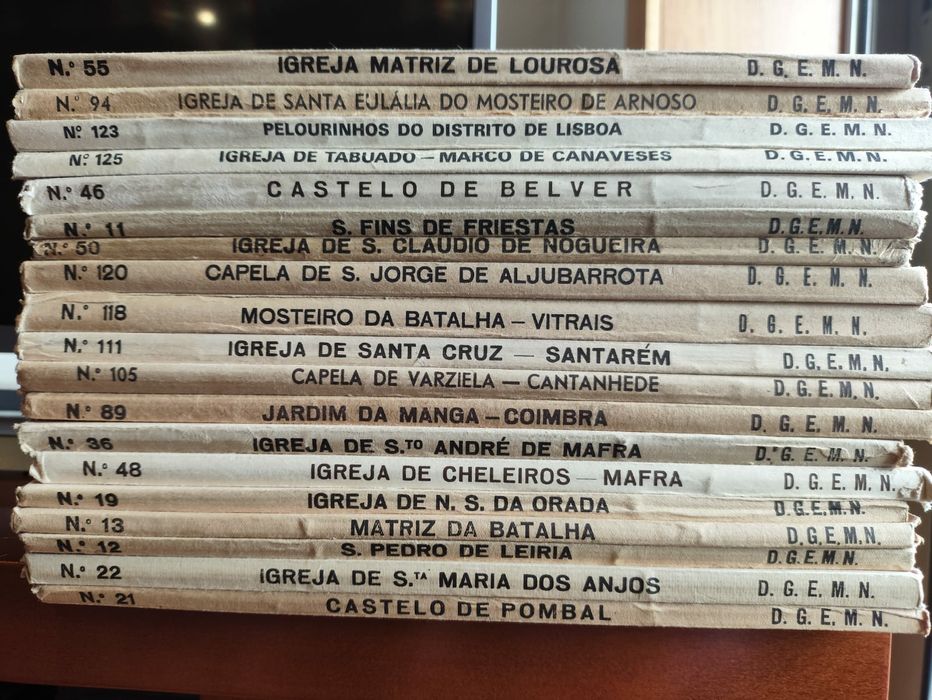 N.º 55 IGREJA MATRIZ DE LOUROSA D. G. E. M. N.
N.º 94 IGREJA DE SANTA EULÁLIA DO MOSTEIRO DE ARNOSO D. G. E. M. N.
Nº 123 PELOURINHOS DO DISTRITO DE LISBOA D. G. E. M. N.
Nº 125 IGREJA DE TABUADO – MARCO DE CANAVESES D. G. E. M. N.
N.º 46 CASTELO DE BELVER D. G. E. M. N.
N.º 11 S. FINS DE FRIESTAS D. G. E. M. N.
N.º 50 IGREJA DE S. CLAUDIO DE NOGUEIRA D. G. E. M. N.
N.º 120 CAPELA DE S. JORGE DE ALJUBARROTA D. G. E. M. N.
N.º 118 MOSTEIRO DA BATALHA – VITRAIS D. G. E. M. N.
N.º 111 IGREJA DE SANTA CRUZ — SANTARÉM D. G. E. M. N.
N.º 105 CAPELA DE VARZIELA — CANTANHEDE D. G. E. M. N.
N.º 89 JARDIM DA MANGA – COIMBRA D. G. E. M. N.
N.º 36 IGREJA DE S.TO ANDRÉ DE MAFRA D. G. E. M. N.
N.º 48 IGREJA DE CHELEIROS — MAFRA D. G. E. M. N.
N.º 19 IGREJA DE N. S. DA ORADA D. G. E. M. N.
N.º 13 MATRIZ DA BATALHA D. G. E. M. N.
N.º 12 S. PEDRO DE LEIRIA D. G. E. M. N.
N.º 22 IGREJA DE S.TA MARIA DOS ANJOS D. G. E. M. N.
N.º 21 CASTELO DE POMBAL D. G. E. M. N.